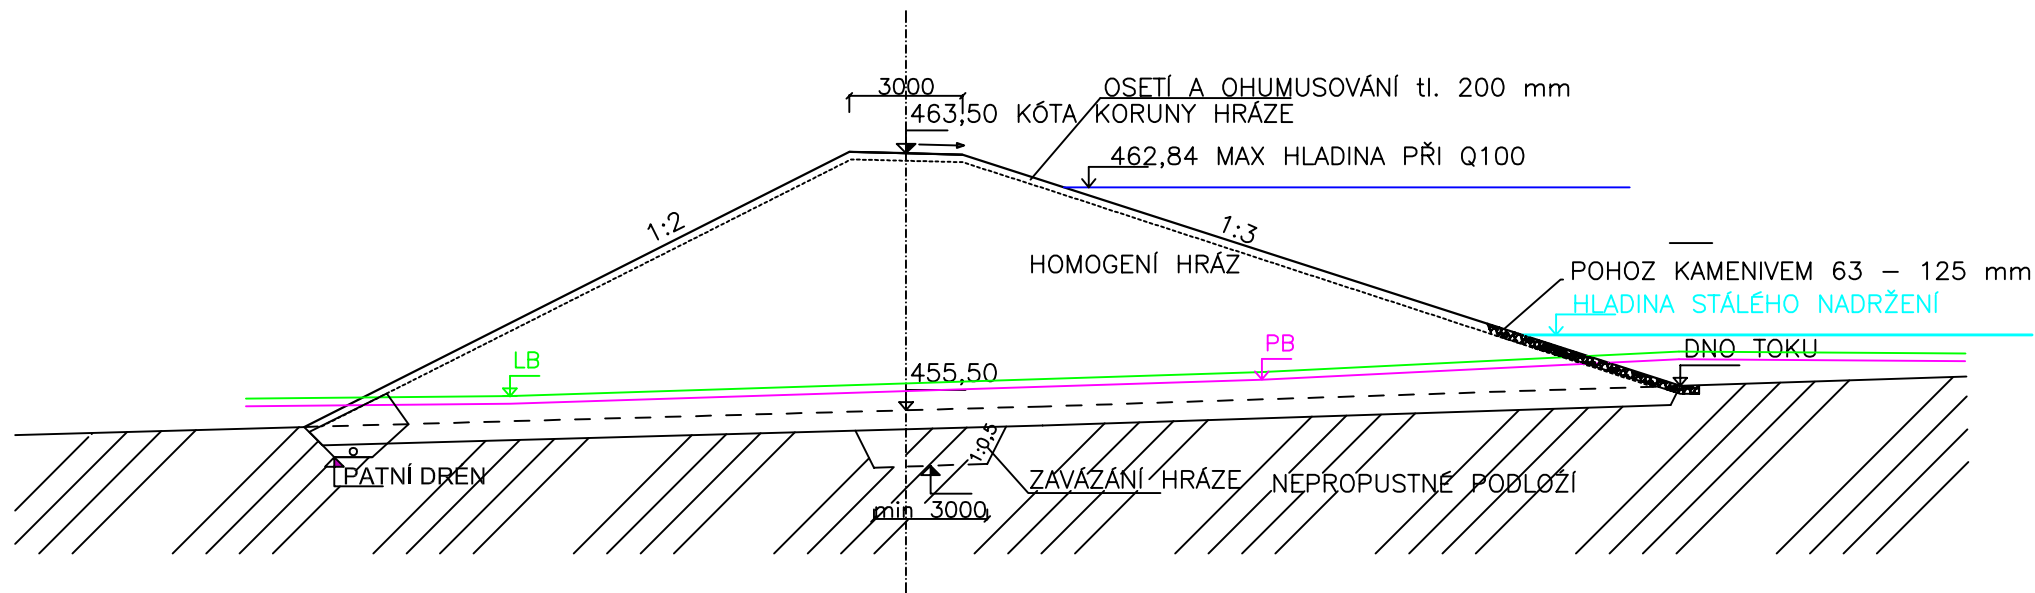 3000
OSETÍ A OHUMUSOVÁNÍ tl. 200 mm
463,50 KÓTA KORUNY HRÁZE
462,84 MAX HLADINA PŘI Q100
1:2
1:3
HOMOGENÍ HRÁZ
POHOZ KAMENIVEM 63 – 125 mm
HLADINA STÁLÉHO NADRŽENÍ
LB
PB
DNO TOKU
455,50
1:0,5
PATNÍ DREN
ZAVÁZÁNÍ HRÁZE
NEPROPUSTNÉ PODLOŽÍ
min 3000